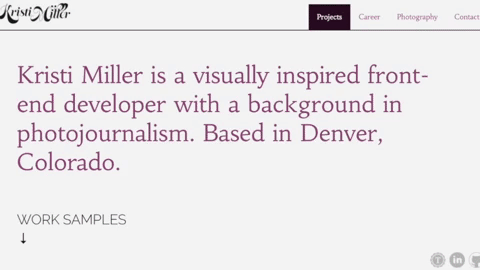 Kristi Miller
Projects Career Photography Contact
Kristi Miller is a visually inspired front-
end developer with a background in
photojournalism. Based in Denver,
Colorado.
WORK SAMPLES
↓
in